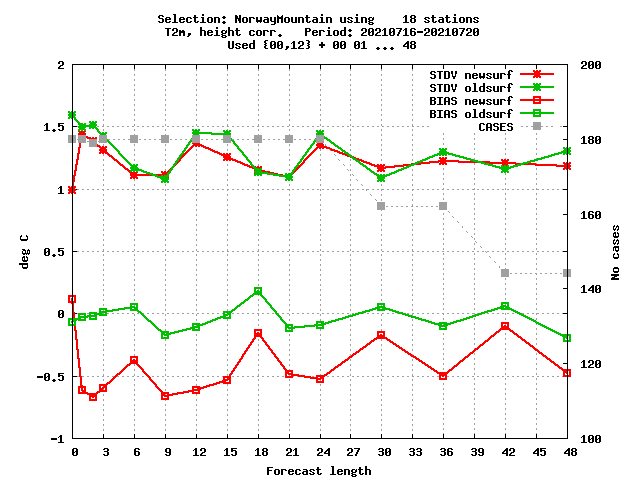 Selection: NorwayMountain using    18 stations
T2m, height corr.   Period: 20210716-20210720
Used {00,12} + 00 01 ... 48
STDV newsurf
STDV oldsurf
BIAS newsurf
BIAS oldsurf
CASES
2
1.5
1
0.5
0
-0.5
-1
deg C
200
180
160
140
120
100
No cases
0 3 6 9 12 15 18 21 24 27 30 33 36 39 42 45 48
Forecast length